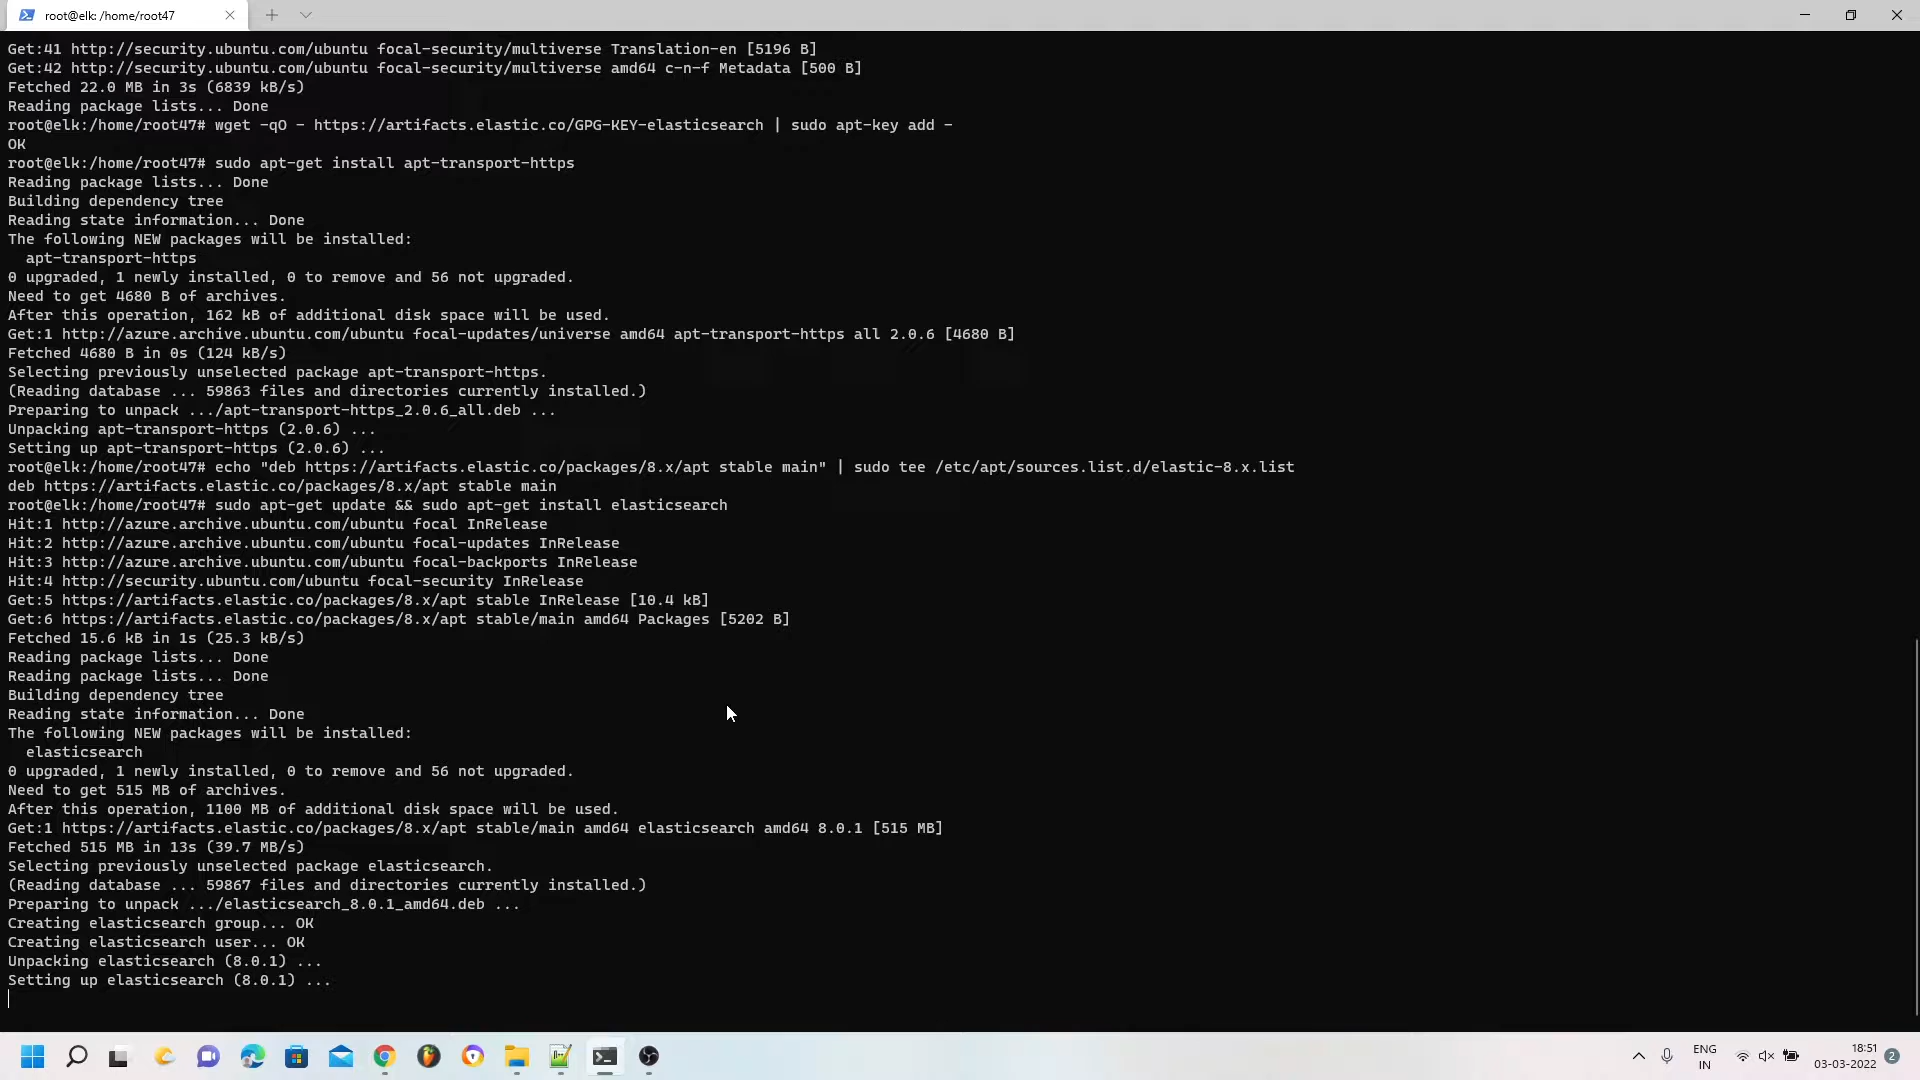 root@elk: /home/root47
Get:41 http://security.ubuntu.com/ubuntu focal-security/multiverse Translation-en [5196 B]
Get:42 http://security.ubuntu.com/ubuntu focal-security/multiverse amd64 c-n-f Metadata [500 B]
Fetched 22.0 MB in 3s (6839 kB/s)
Reading package lists... Done
root@elk:/home/root47# wget -qO - https://artifacts.elastic.co/GPG-KEY-elasticsearch | sudo apt-key add -
OK
root@elk:/home/root47# sudo apt-get install apt-transport-https
Reading package lists... Done
Building dependency tree
Reading state information... Done
The following NEW packages will be installed:
  apt-transport-https
0 upgraded, 1 newly installed, 0 to remove and 56 not upgraded.
Need to get 4680 B of archives.
After this operation, 162 kB of additional disk space will be used.
Get:1 http://azure.archive.ubuntu.com/ubuntu focal-updates/universe amd64 apt-transport-https all 2.0.6 [4680 B]
Fetched 4680 B in 0s (124 kB/s)
Selecting previously unselected package apt-transport-https.
(Reading database ... 59863 files and directories currently installed.)
Preparing to unpack .../apt-transport-https_2.0.6_all.deb ...
Unpacking apt-transport-https (2.0.6) ...
Setting up apt-transport-https (2.0.6) ...
root@elk:/home/root47# echo "deb https://artifacts.elastic.co/packages/8.x/apt stable main" | sudo tee /etc/apt/sources.list.d/elastic-8.x.list
deb https://artifacts.elastic.co/packages/8.x/apt stable main
root@elk:/home/root47# sudo apt-get update && sudo apt-get install elasticsearch
Hit:1 http://azure.archive.ubuntu.com/ubuntu focal InRelease
Hit:2 http://azure.archive.ubuntu.com/ubuntu focal-updates InRelease
Hit:3 http://azure.archive.ubuntu.com/ubuntu focal-backports InRelease
Hit:4 http://security.ubuntu.com/ubuntu focal-security InRelease
Get:5 https://artifacts.elastic.co/packages/8.x/apt stable InRelease [10.4 kB]
Get:6 https://artifacts.elastic.co/packages/8.x/apt stable/main amd64 Packages [5202 B]
Fetched 15.6 kB in 1s (25.3 kB/s)
Reading package lists... Done
Reading package lists... Done
Building dependency tree
Reading state information... Done
The following NEW packages will be installed:
  elasticsearch
0 upgraded, 1 newly installed, 0 to remove and 56 not upgraded.
Need to get 515 MB of archives.
After this operation, 1100 MB of additional disk space will be used.
Get:1 https://artifacts.elastic.co/packages/8.x/apt stable/main amd64 elasticsearch amd64 8.0.1 [515 MB]
Fetched 515 MB in 13s (39.7 MB/s)
Selecting previously unselected package elasticsearch.
(Reading database ... 59867 files and directories currently installed.)
Preparing to unpack .../elasticsearch_8.0.1_amd64.deb ...
Creating elasticsearch group... OK
Creating elasticsearch user... OK
Unpacking elasticsearch (8.0.1) ...
Setting up elasticsearch (8.0.1) ...
ENG
IN
18:51
03-03-2022
2